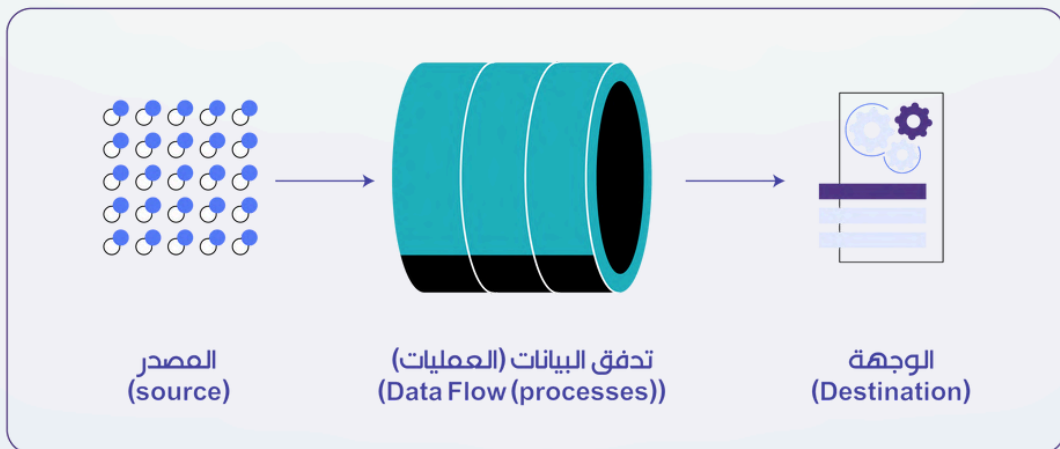 المصدر
(source)
تدفق البيانات (العمليات)
(Data Flow (processes))
الوجهة
(Destination)